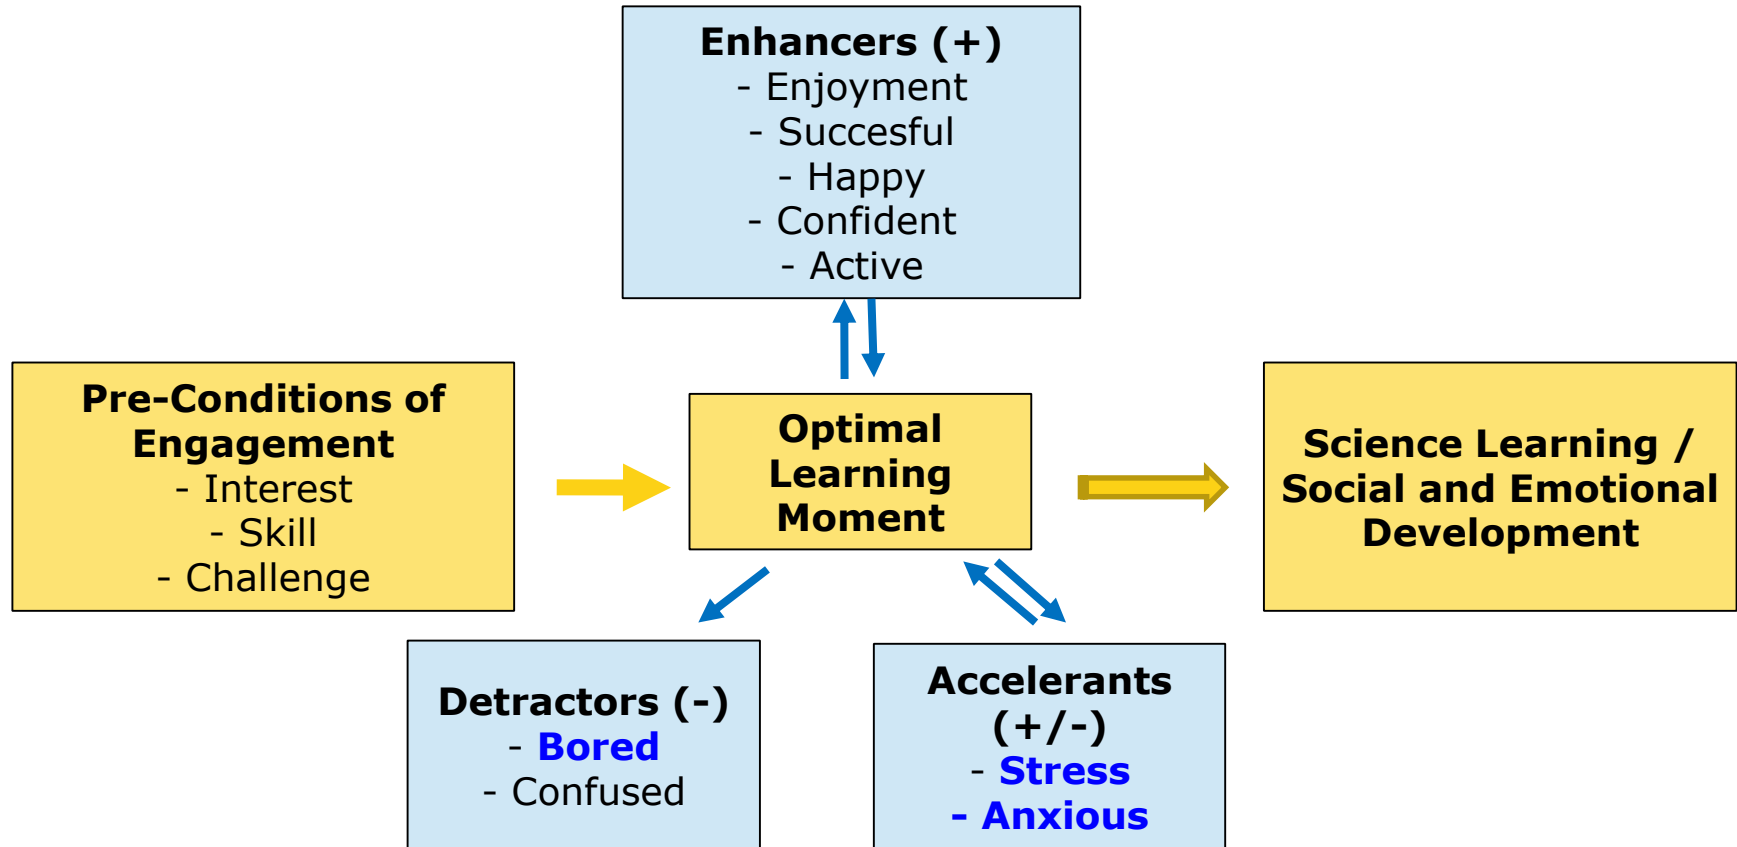 Enhancers (+)
- Enjoyment
- Succesful
- Happy
- Confident
- Active
Pre-Conditions of
Engagement
- Interest
- Skill
- Challenge
Optimal
Learning
Moment
Science Learning /
Social and Emotional
Development
Detractors (-)
- Bored
- Confused
Accelerants
(+/-)
- Stress
- Anxious